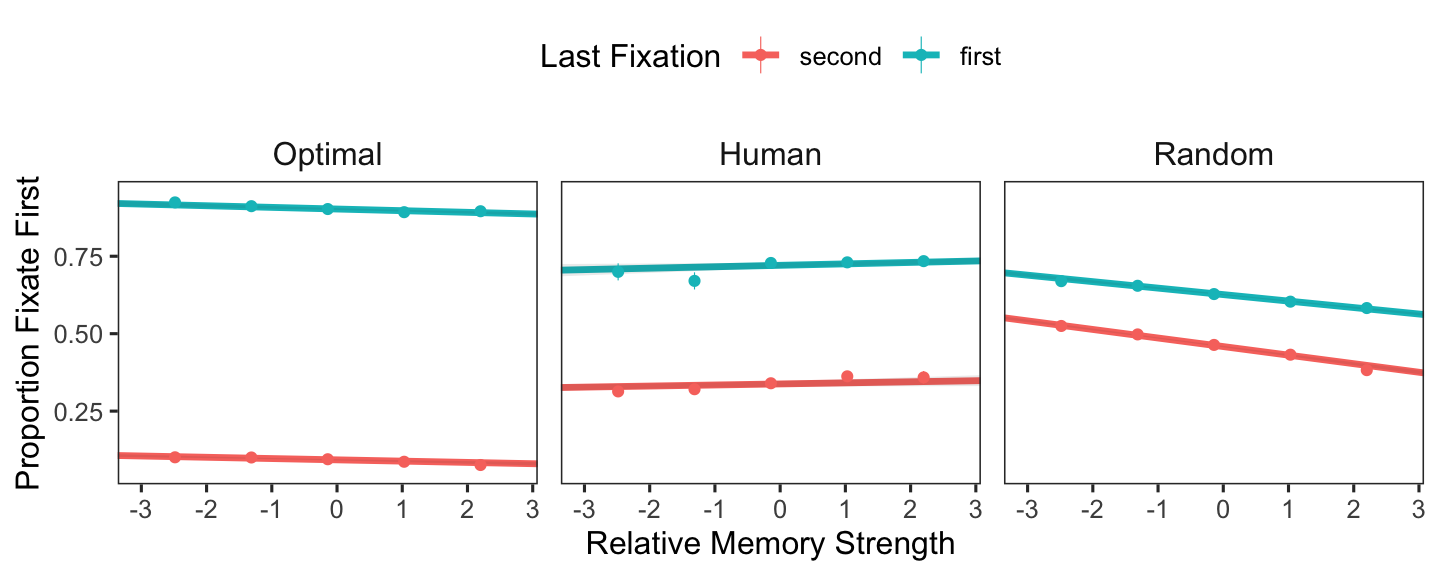 Last Fixation second first
Optimal Human Random
Proportion Fixate First
0.75
0.50
0.25
-3 -2 -1 0 1 2 3 -3 -2 -1 0 1 2 3 -3 -2 -1 0 1 2 3
Relative Memory Strength